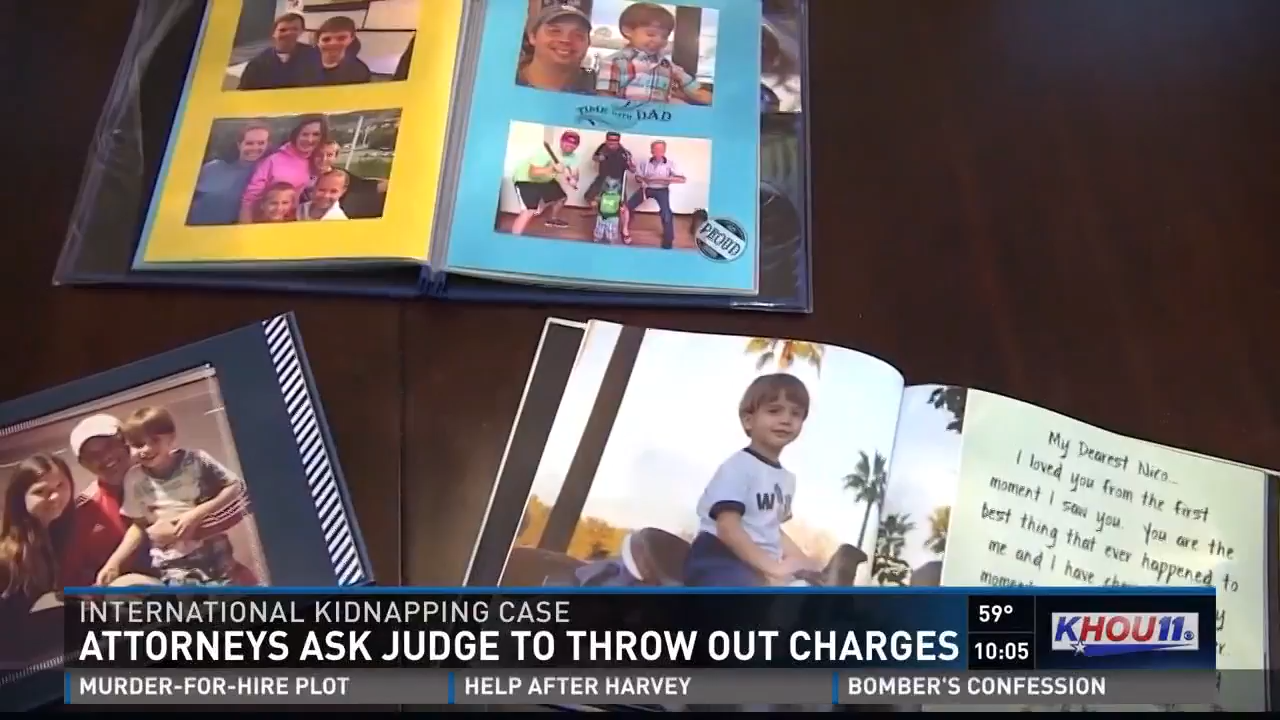 TIME WITH DAD
PROUD
My Dearest Nico...
I loved you from the first
moment I saw you. You are the
best thing that ever happened to
me and I have
INTERNATIONAL KIDNAPPING CASE
ATTORNEYS ASK JUDGE TO THROW OUT CHARGES
59°
10:05
KHOU11
MURDER-FOR-HIRE PLOT
HELP AFTER HARVEY
BOMBER'S CONFESSION